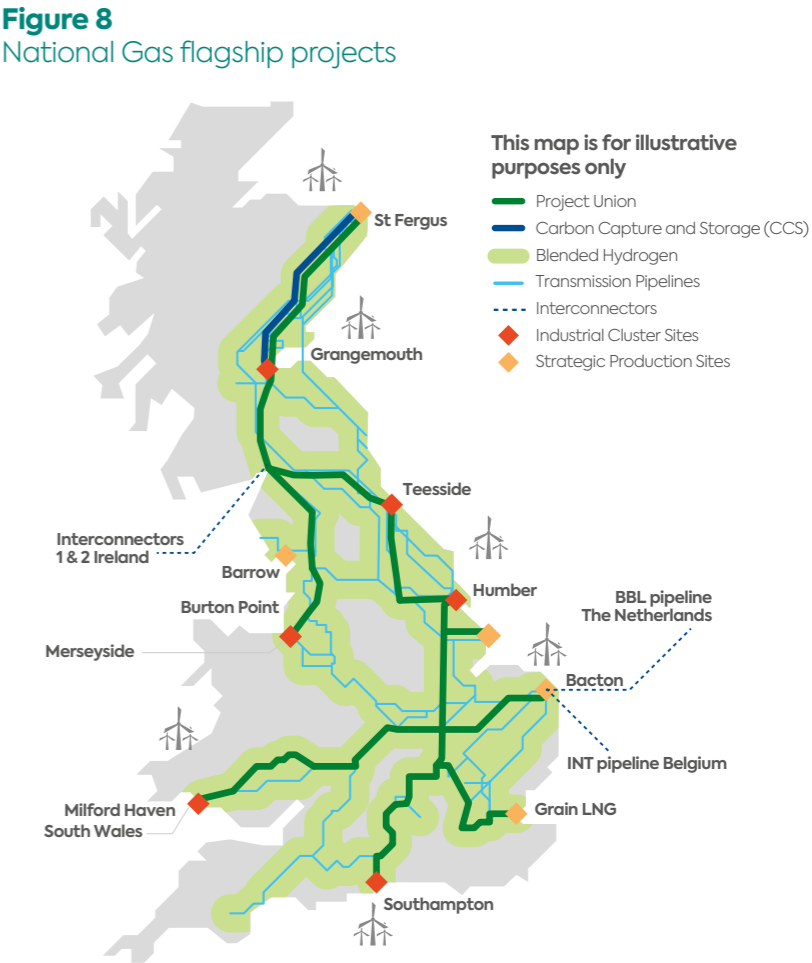 Figure 8
National Gas flagship projects
This map is for illustrative
purposes only
Project Union
Carbon Capture and Storage (CCS)
Blended Hydrogen
Transmission Pipelines
Interconnectors
Industrial Cluster Sites
Strategic Production Sites
St Fergus
Grangemouth
Teesside
Interconnectors
1 & 2 Ireland
Barrow
Humber
BBL pipeline
The Netherlands
Burton Point
Merseyside
Bacton
INT pipeline Belgium
Milford Haven
South Wales
Grain LNG
Southampton